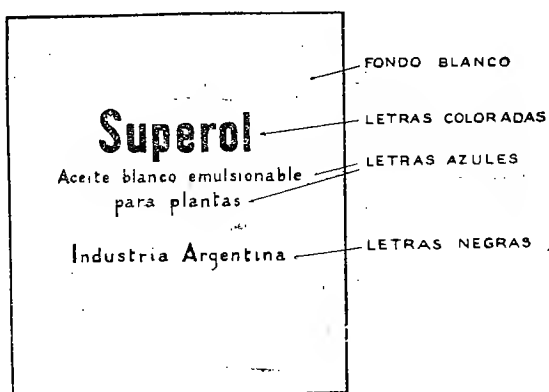 FONDO BLANCO
Superol
LETRAS COLORADAS
Aceite blanco emulsionable
para plantas
LETRAS AZULES
Industria Argentina
LETRAS NEGRAS